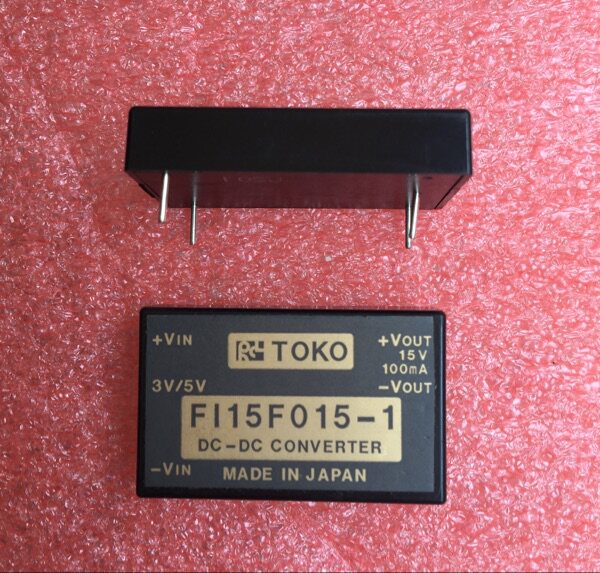 +VIN
TOKO
+VOUT
15V
100mA
3V/5V
-VOUT
FI15F015-1
DC-DC CONVERTER
-VIN
MADE IN JAPAN